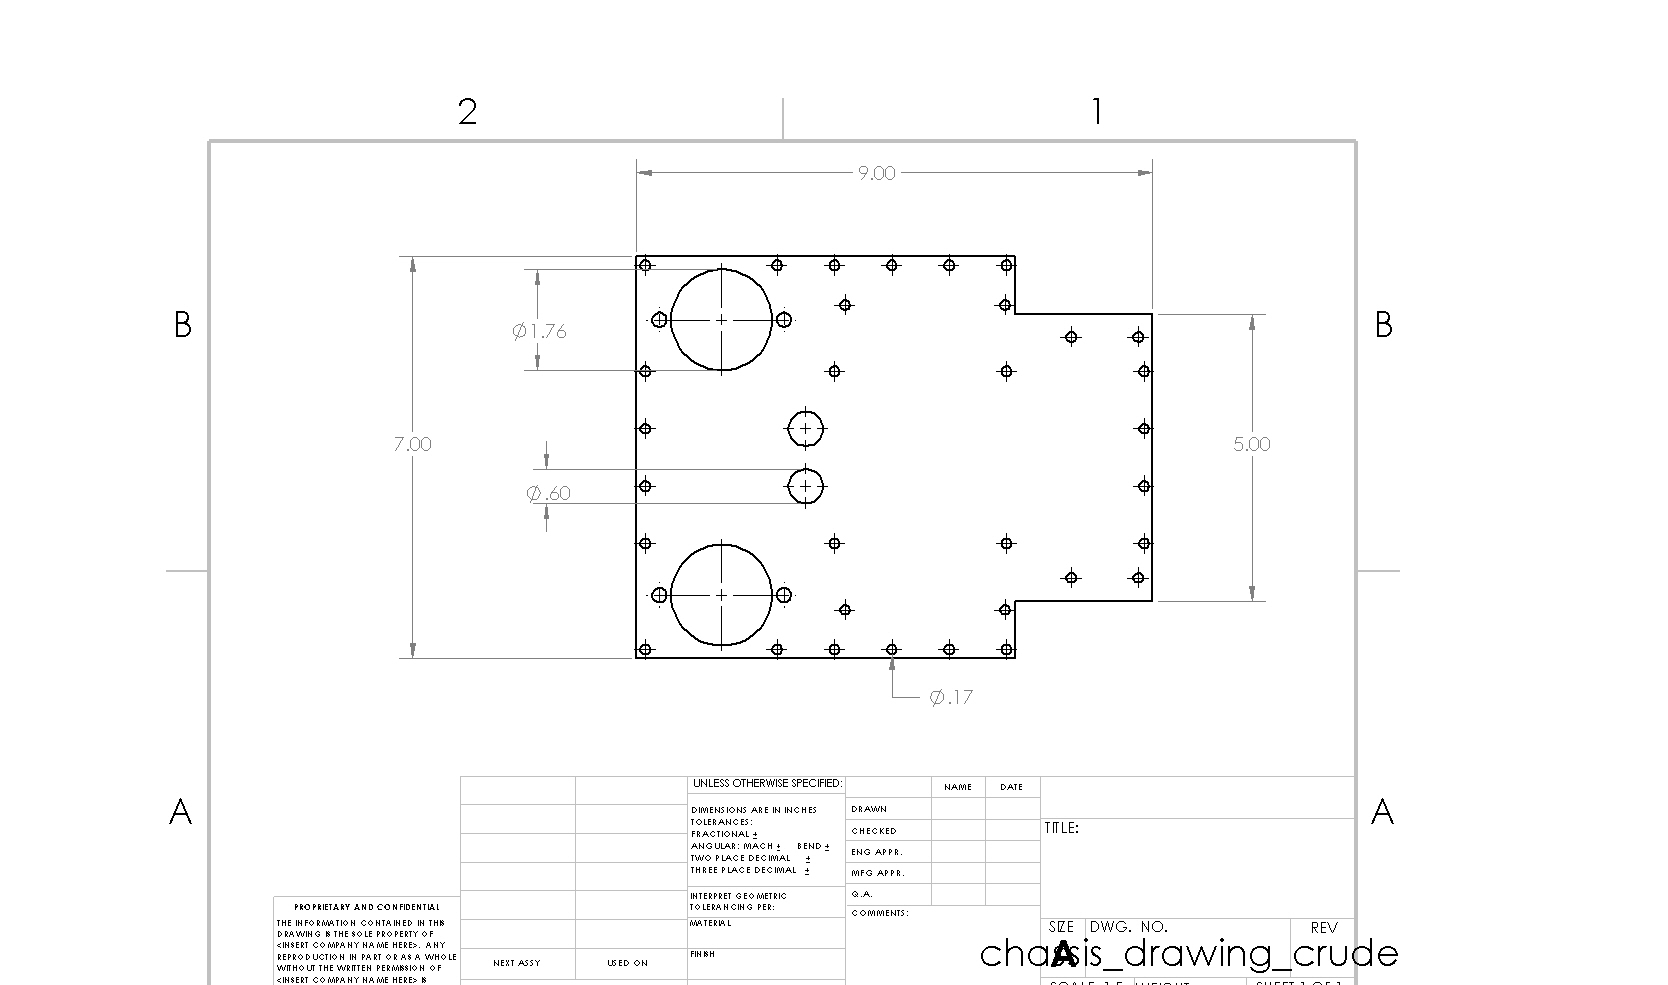 2 1
9.00
B B
Ø1.76
7.00 5.00
Ø.60
Ø.17
A A
UNLESS OTHERWISE SPECIFIED:
DIMENSIONS ARE IN INCHES
TOLERANCES:
FRACTIONAL ±
ANGULAR: MACH ± BEND ±
TWO PLACE DECIMAL ±
THREE PLACE DECIMAL ±
INTERPRET GEOMETRIC
TOLERANCING PER:
MATERIAL
FINISH
NAME DATE
DRAWN
CHECKED
ENG APPR.
MFG APPR.
Q.A.
COMMENTS:
TITLE:
SIZE DWG. NO. REV
A
chassis_drawing_crude
SHEET 1 OF 1
PROPRIETARY AND CONFIDENTIAL
THE INFORMATION CONTAINED IN THIS
DRAWING IS THE SOLE PROPERTY OF
<INSERT COMPANY NAME HERE>. ANY
REPRODUCTION IN PART OR AS A WHOLE
WITHOUT THE WRITTEN PERMISSION OF
<INSERT COMPANY NAME HERE> IS
NEXT ASSY USED ON